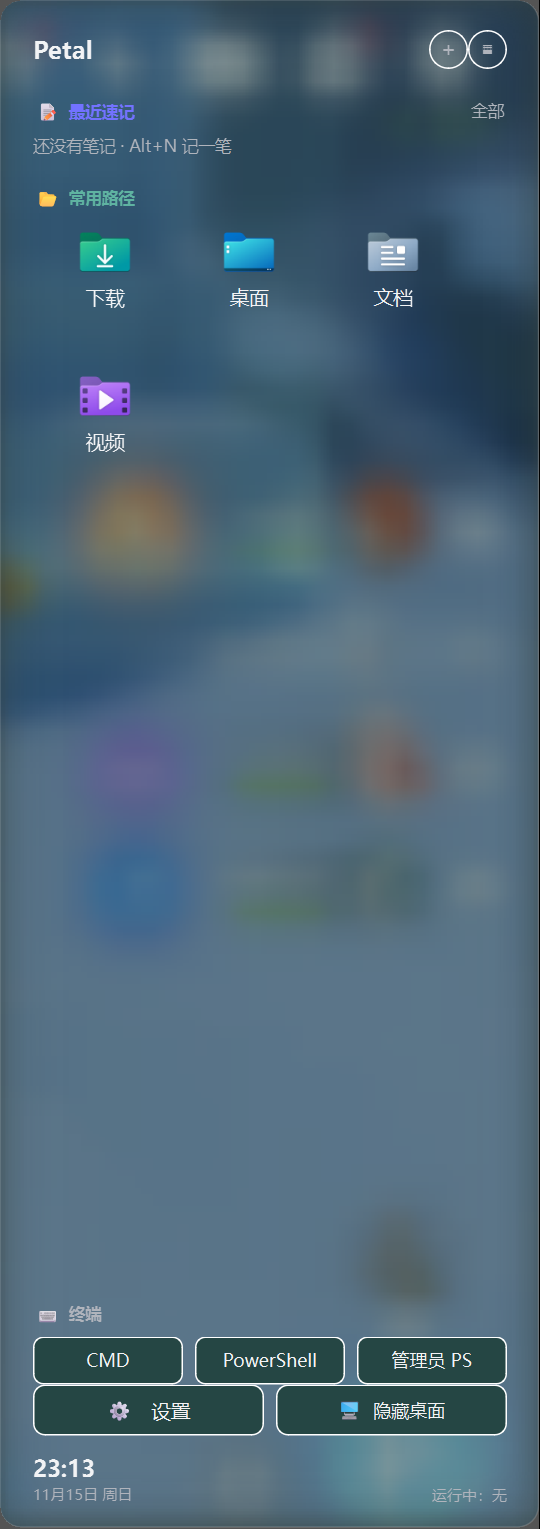 Petal
最近速记 全部
还没有笔记 · Alt+N 记一笔
常用路径
下载 桌面 文档
视频
终端
CMD PowerShell 管理员 PS
设置 隐藏桌面
23:13
11月15日 周日 运行中：无